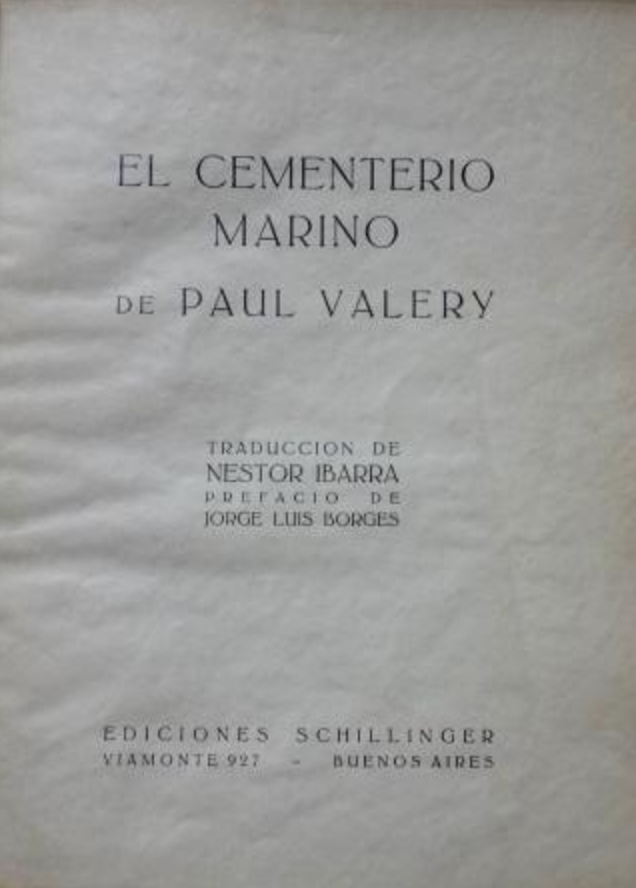 EL CEMENTERIO
MARINO
DE PAUL VALERY
TRADUCCION DE
NESTOR IBARRA
PREFACIO DE
JORGE LUIS BORGES
EDICIONES SCHILLINGER
VIAMONTE 927 - BUENOS AIRES